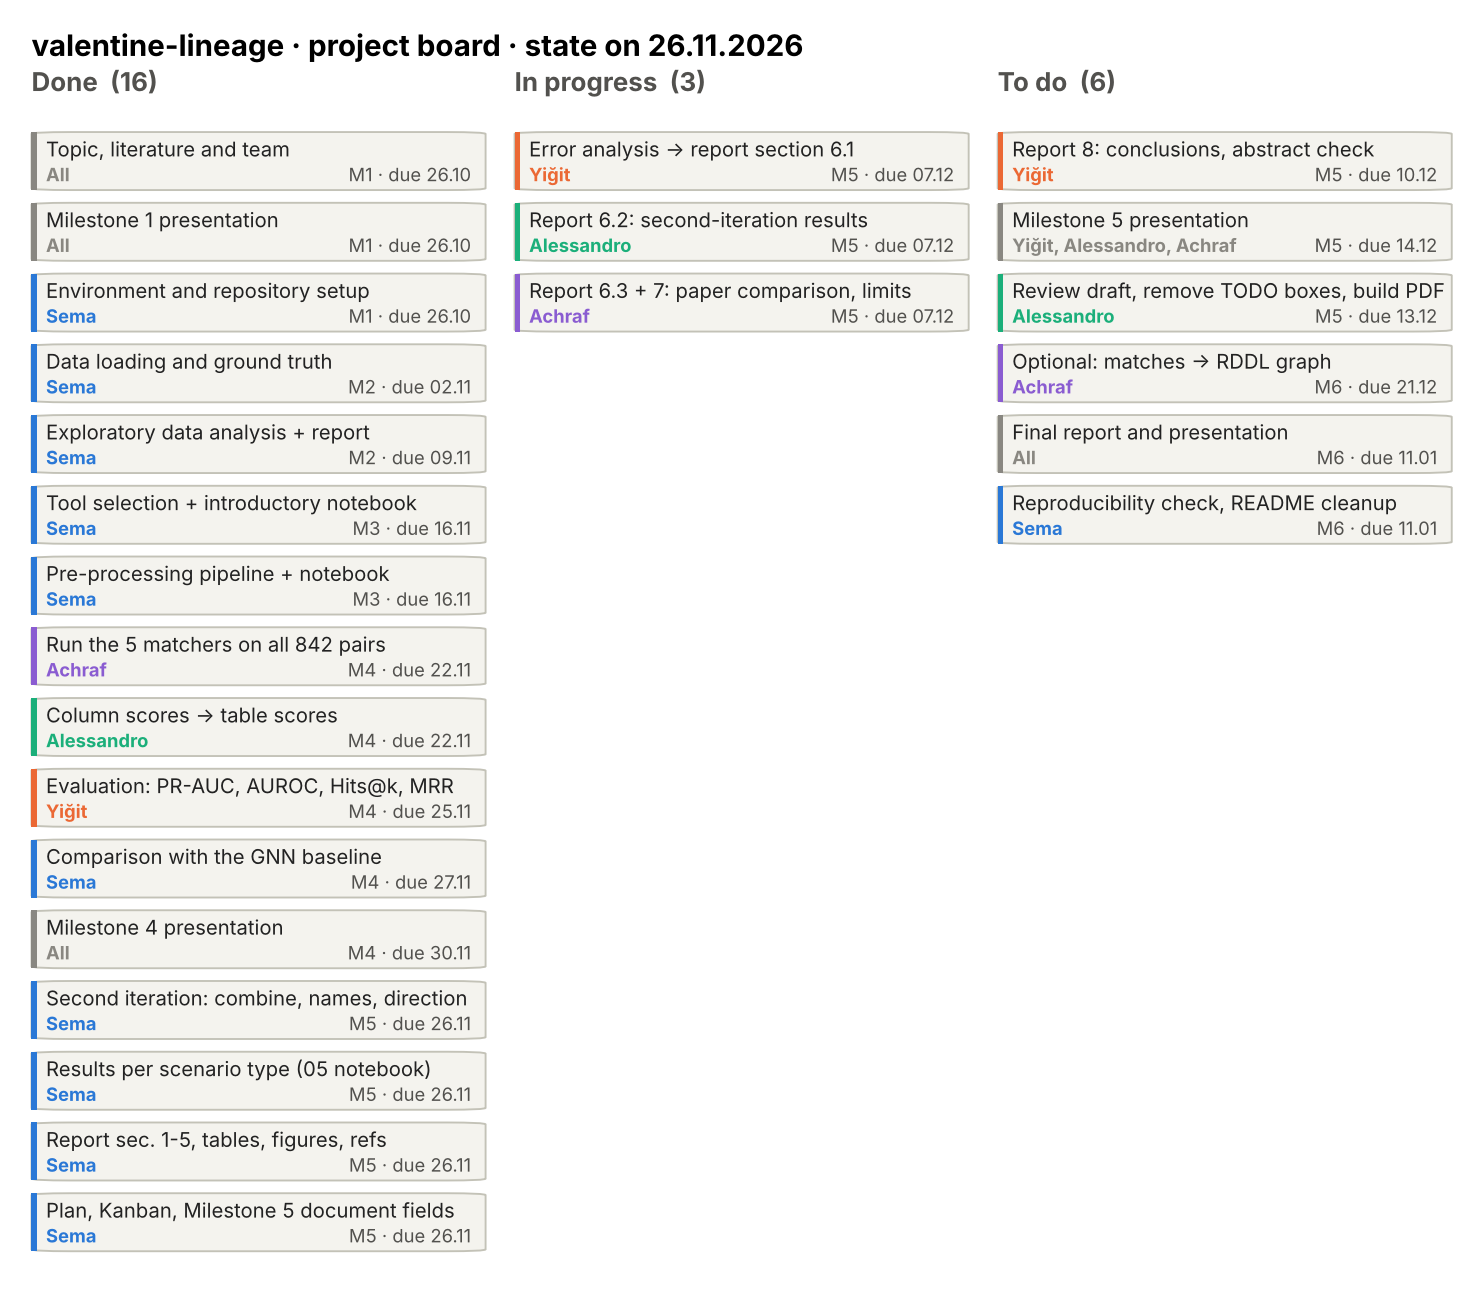 valentine-lineage · project board · state on 26.11.2026
Done (16)
Topic, literature and team
All M1 · due 26.10
Milestone 1 presentation
All M1 · due 26.10
Environment and repository setup
Sema M1 · due 26.10
Data loading and ground truth
Sema M2 · due 02.11
Exploratory data analysis + report
Sema M2 · due 09.11
Tool selection + introductory notebook
Sema M3 · due 16.11
Pre-processing pipeline + notebook
Sema M3 · due 16.11
Run the 5 matchers on all 842 pairs
Achraf M4 · due 22.11
Column scores → table scores
Alessandro M4 · due 22.11
Evaluation: PR-AUC, AUROC, Hits@k, MRR
Yiğit M4 · due 25.11
Comparison with the GNN baseline
Sema M4 · due 27.11
Milestone 4 presentation
All M4 · due 30.11
Second iteration: combine, names, direction
Sema M5 · due 26.11
Results per scenario type (05 notebook)
Sema M5 · due 26.11
Report sec. 1-5, tables, figures, refs
Sema M5 · due 26.11
Plan, Kanban, Milestone 5 document fields
Sema M5 · due 26.11
In progress (3)
Error analysis → report section 6.1
Yiğit M5 · due 07.12
Report 6.2: second-iteration results
Alessandro M5 · due 07.12
Report 6.3 + 7: paper comparison, limits
Achraf M5 · due 07.12
To do (6)
Report 8: conclusions, abstract check
Yiğit M5 · due 10.12
Milestone 5 presentation
Yiğit, Alessandro, Achraf M5 · due 14.12
Review draft, remove TODO boxes, build PDF
Alessandro M5 · due 13.12
Optional: matches → RDDL graph
Achraf M6 · due 21.12
Final report and presentation
All M6 · due 11.01
Reproducibility check, README cleanup
Sema M6 · due 11.01